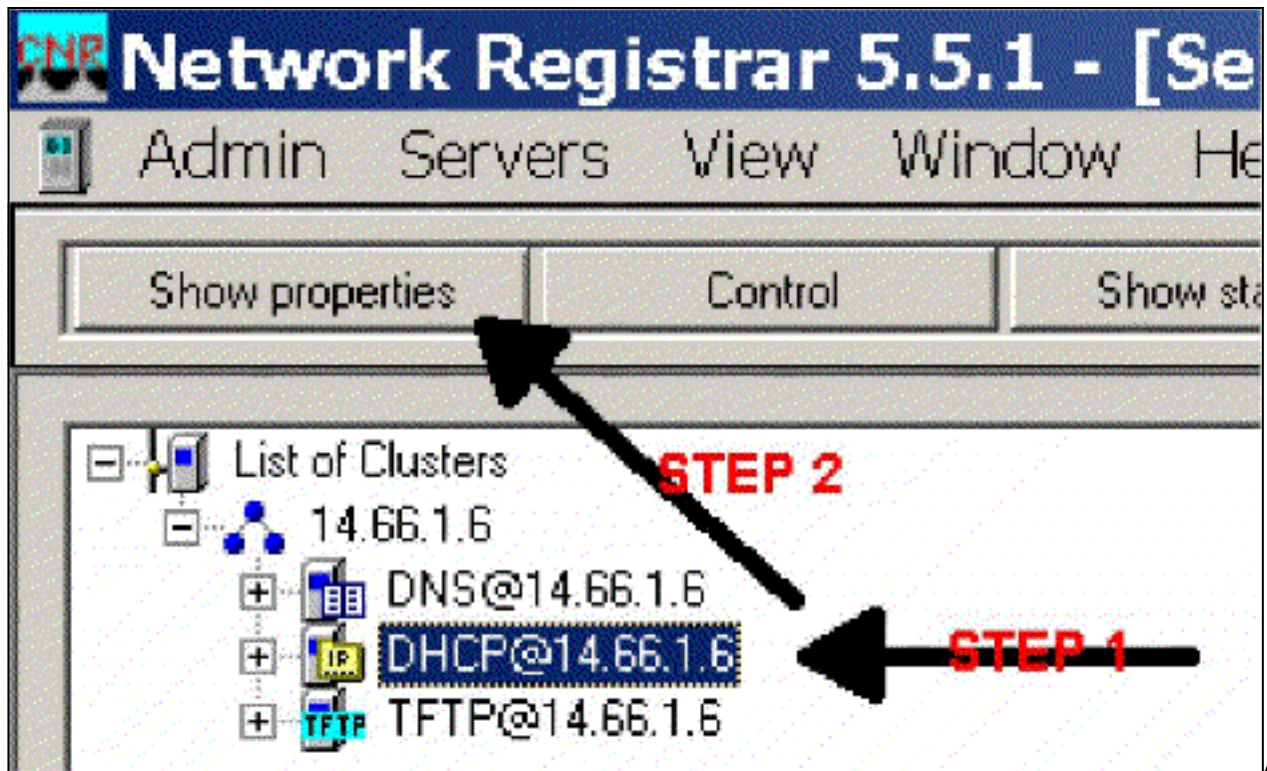 CNR Network Registrar 5.5.1 - [Se
Admin Servers View Window He
Show properties Control Show sta
List of Clusters
STEP 2
14.66.1.6
DNS@14.66.1.6
DHCP@14.66.1.6
STEP 1
TFTP@14.66.1.6